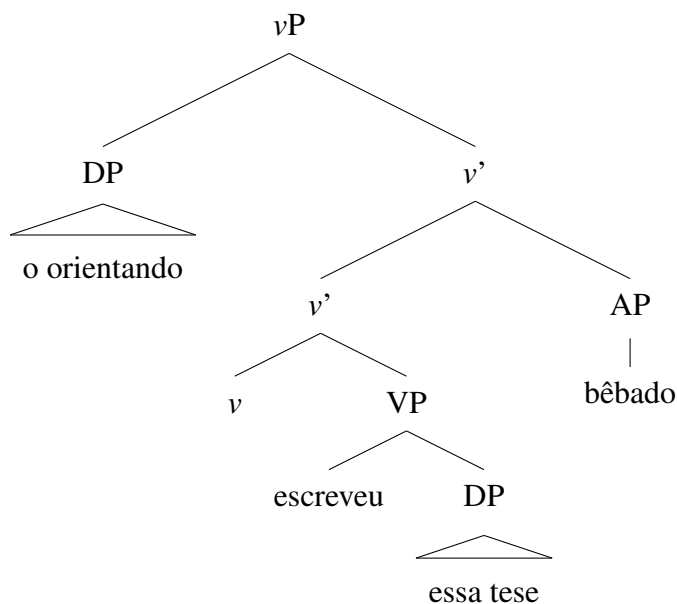 vP
DP v’
o orientando
v’ AP
v VP bêbado
escreveu DP
essa tese